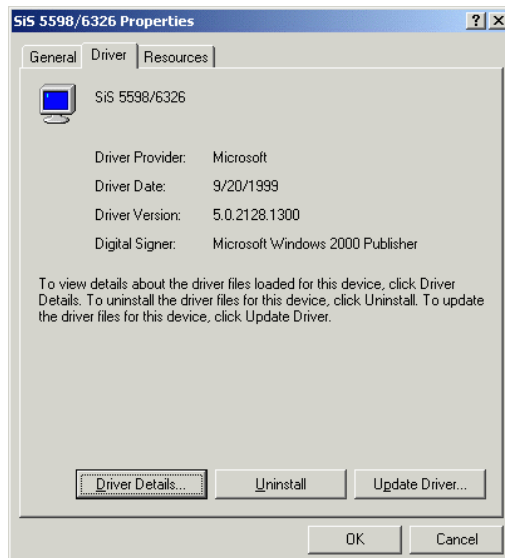 SiS 5598/6326 Properties
General Driver Resources
SiS 5598/6326
Driver Provider: Microsoft
Driver Date: 9/20/1999
Driver Version: 5.0.2128.1300
Digital Signer: Microsoft Windows 2000 Publisher
To view details about the driver files loaded for this device, click Driver
Details. To uninstall the driver files for this device, click Uninstall. To update
the driver files for this device, click Update Driver.
Driver Details... Uninstall Update Driver...
OK Cancel